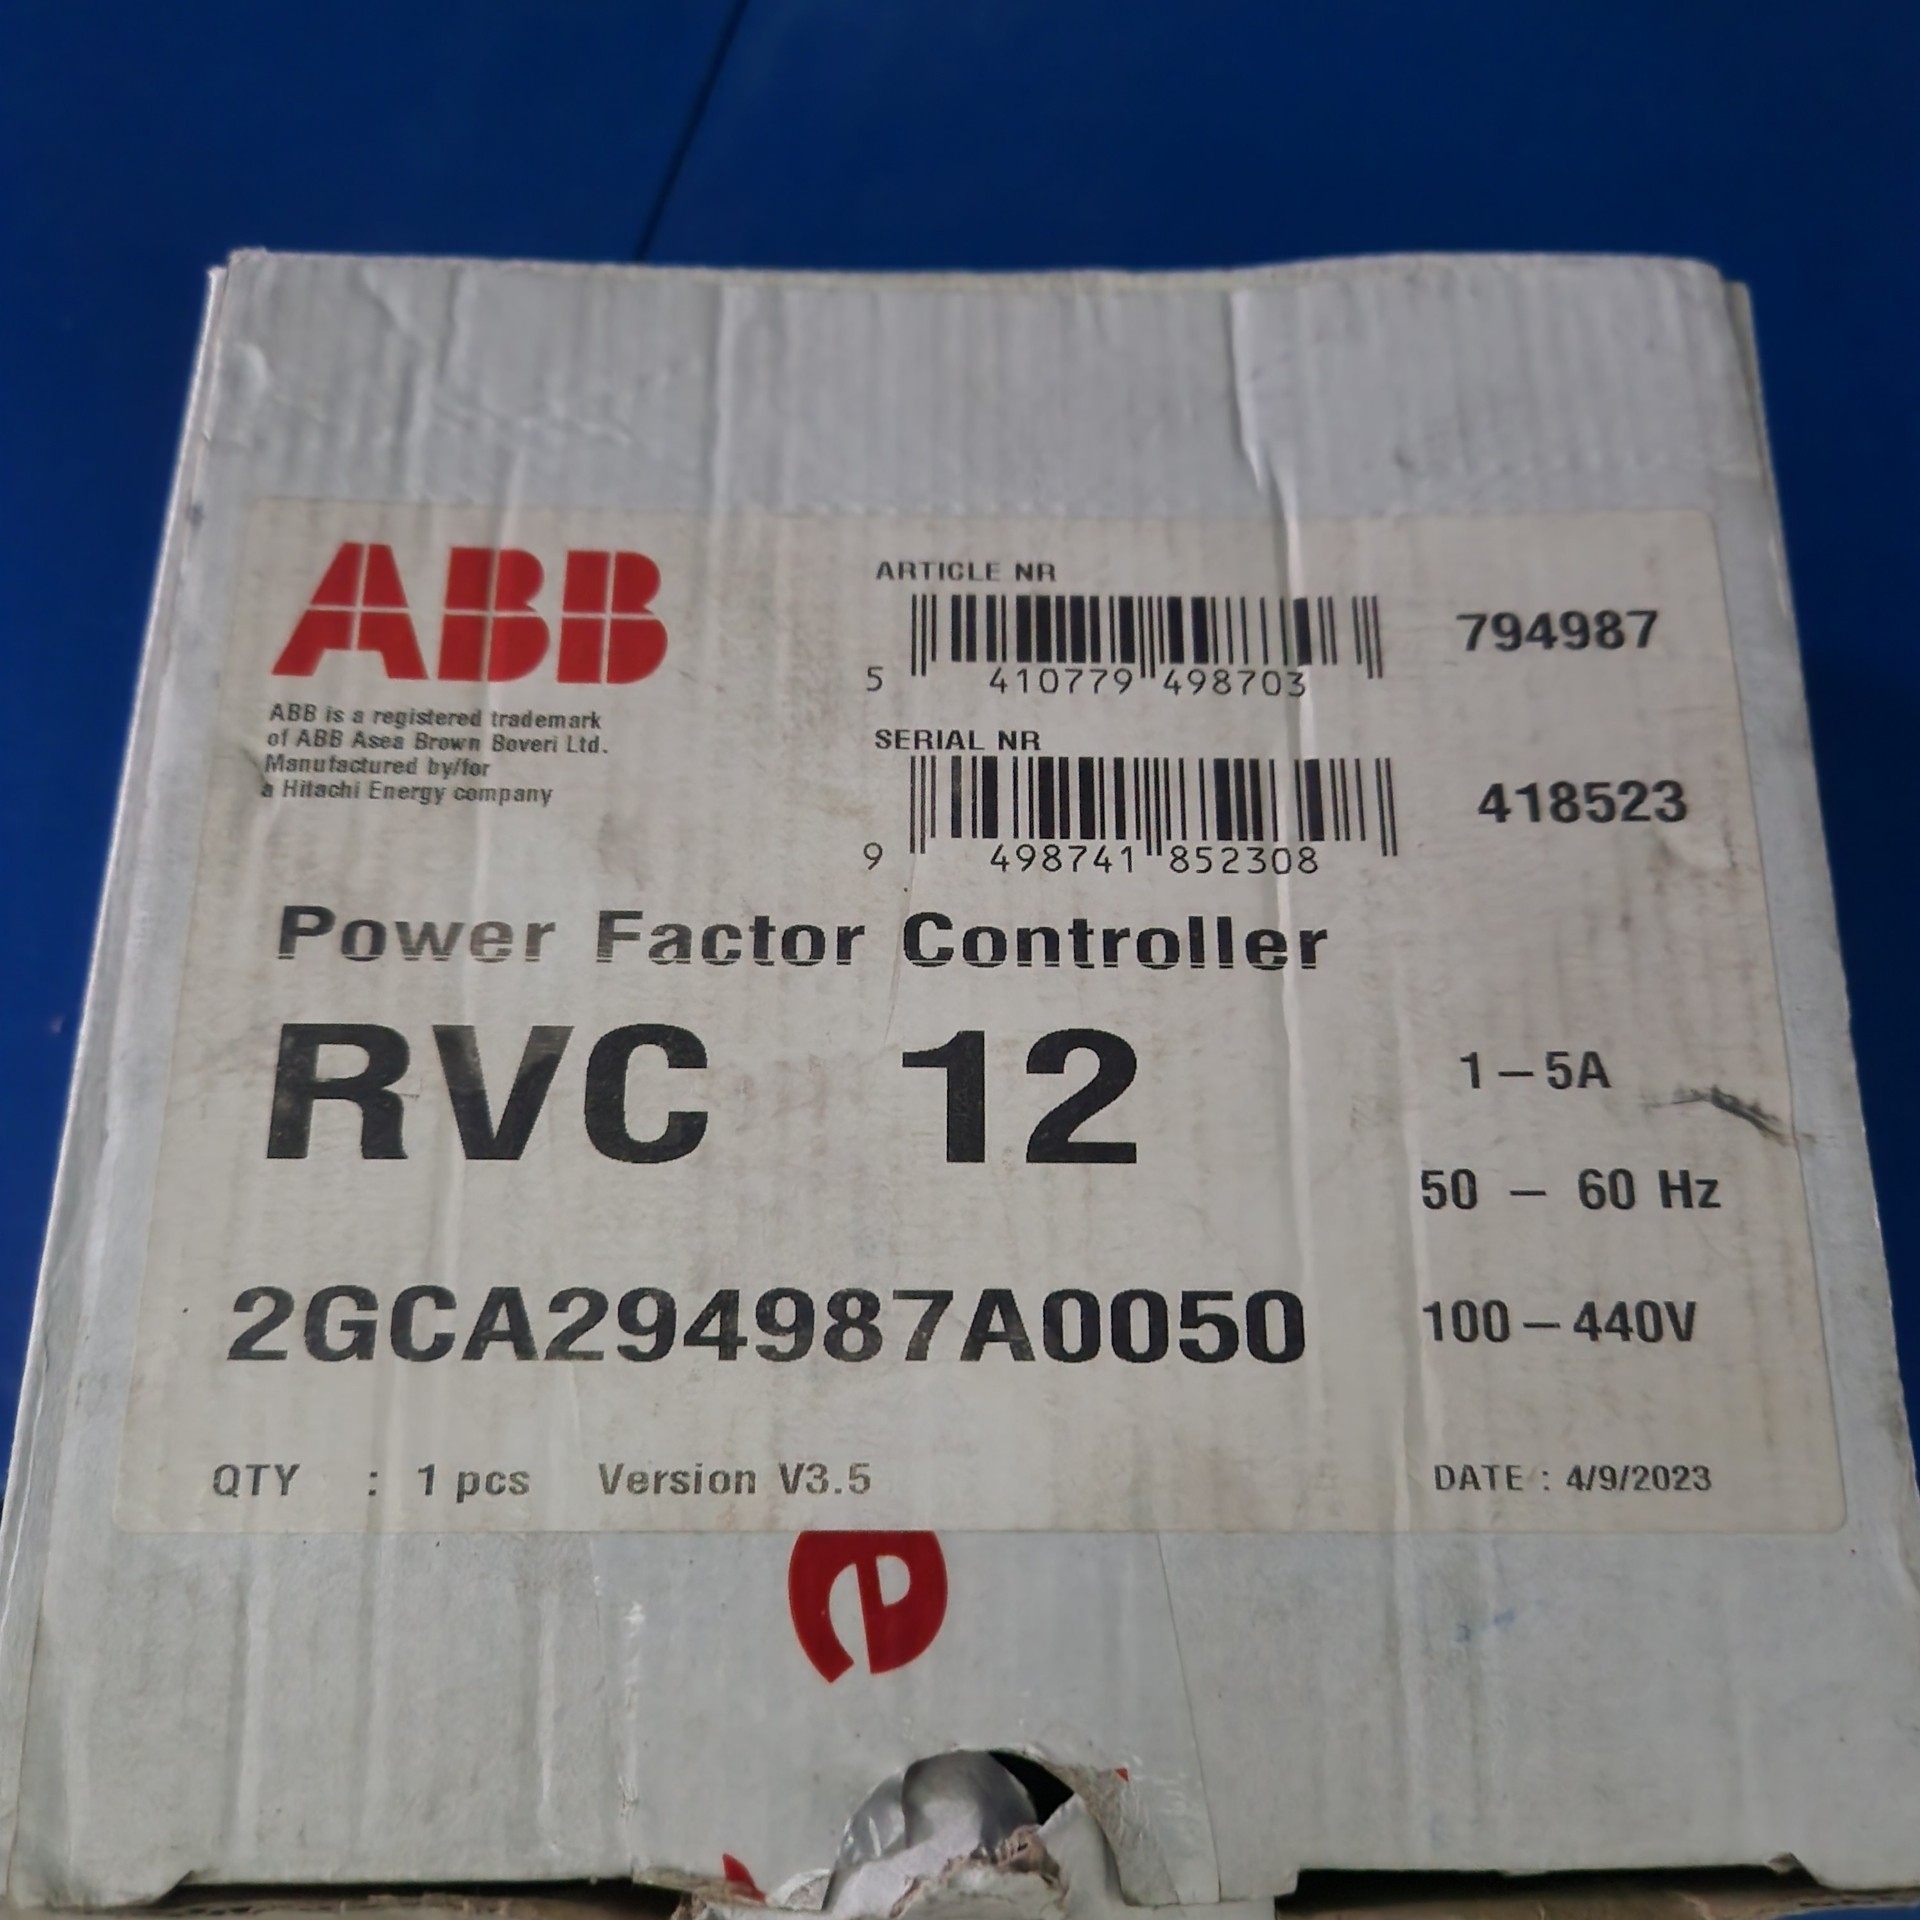 ABB
ABB is a registered trademark
of ABB Asea Brown Boveri Ltd.
Manufactured by/for
a Hitachi Energy company
ARTICLE NR
794987
5 410779 498703
SERIAL NR
418523
9 498741 852308
Power Factor Controller
RVC 12
1-5A
50 - 60 Hz
2GCA294987A0050
100-440V
QTY : 1 pcs Version V3.5
DATE : 4/9/2023